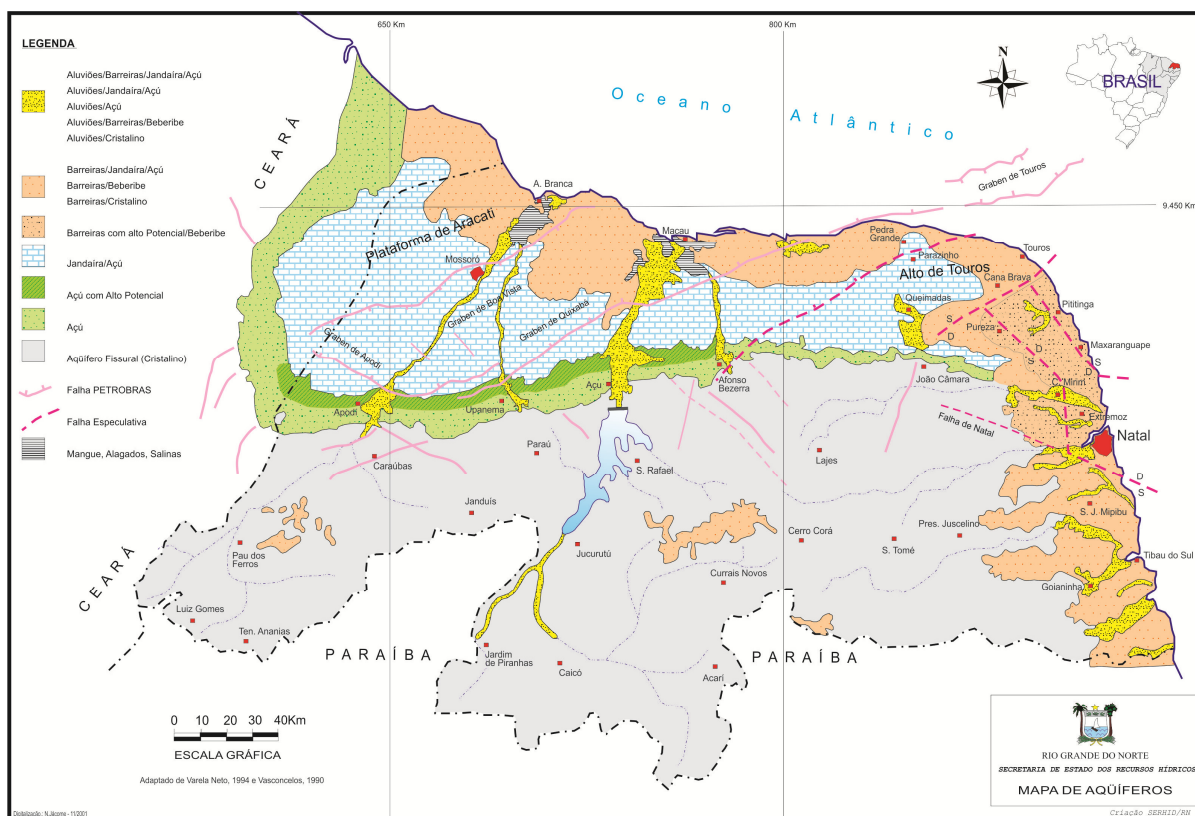 650 Km
800 Km
LEGENDA
Aluviões/Barreiras/Jandaíra/Açú
Aluviões/Jandaíra/Açú
Aluviões/Açú
Aluviões/Barreiras/Beberibe
Aluviões/Cristalino
Barreiras/Jandaíra/Açú
Barreiras/Beberibe
Barreiras/Cristalino
Barreiras com alto Potencial/Beberibe
Jandaíra/Açú
Açú com Alto Potencial
Açú
Aqüífero Fissural (Cristalino)
Falha PETROBRAS
Falha Especulativa
Mangue, Alagados, Salinas
N
BRASIL
Oceano Atlântico
CEARÁ
Graben de Touros
9.450 Km
A. Branca
Plataforma de Aracati
Macau
Pedra
Grande
Parazinho
Touros
Alto de Touros
Mossoró
Cana Brava
Queimadas
Pititinga
Graben de Boa Vista
Graben de Quixabá
S
D
Pureza
D
S
Maxaranguape
Graben de Apodi
S
D
D
S
João Câmara
C. Mirim
Afonso
Bezerra
Açu
Apodi
Upanema
Extremoz
Falha de Natal
Natal
Paraú
Caraúbas
S. Rafael
Lajes
D
S
Janduís
S. J. Mipibu
Pres. Juscelino
Cerro Corá
S. Tomé
Pau dos
Ferros
Jucurutú
Tibau do Sul
CEARÁ
Currais Novos
Goianinha
Luiz Gomes
Ten. Ananias
PARAÍBA
Jardim
de Piranhas
Caicó
Acarí
PARAÍBA
0 10 20 30 40Km
ESCALA GRÁFICA
Adaptado de Varela Neto, 1994 e Vasconcelos, 1990
RIO GRANDE DO NORTE
SECRETARIA DE ESTADO DOS RECURSOS HÍDRICOS
MAPA DE AQÜÍFEROS
Digitalização: N.Jácome - 11/2001
Criação SERHID/RN